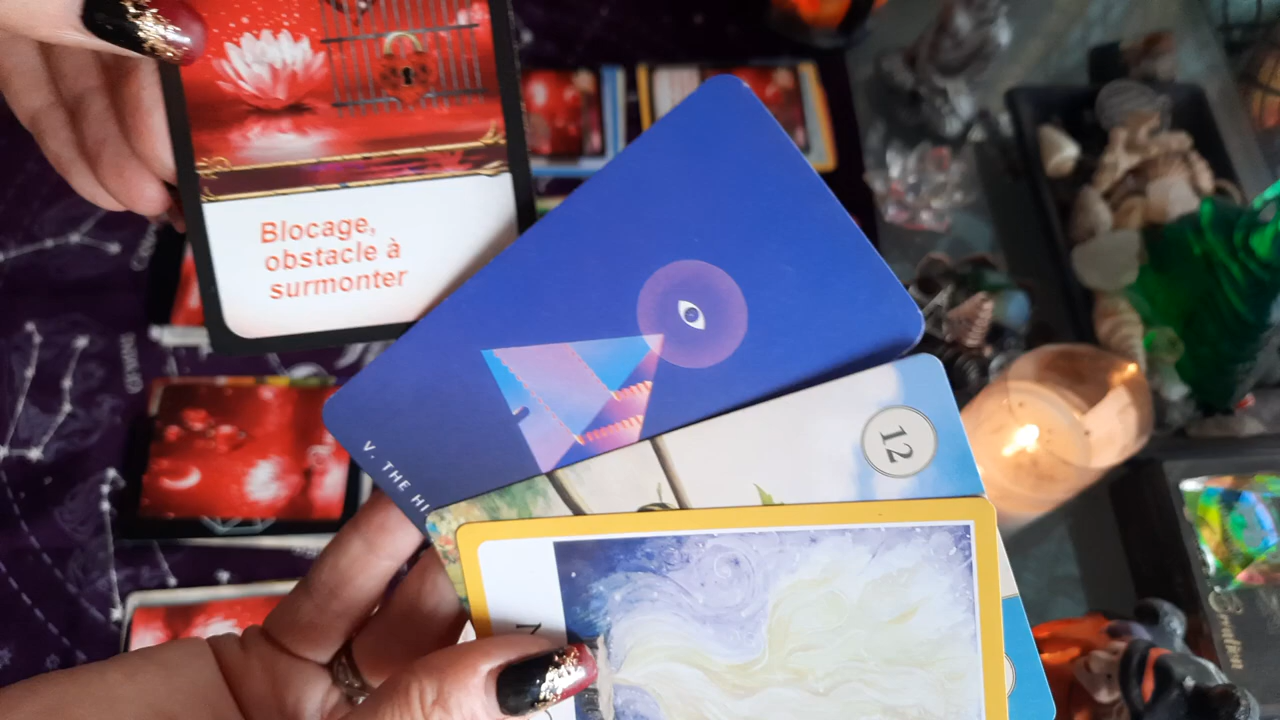 Blocage,
obstacle à
surmonter
V. THE HI
12